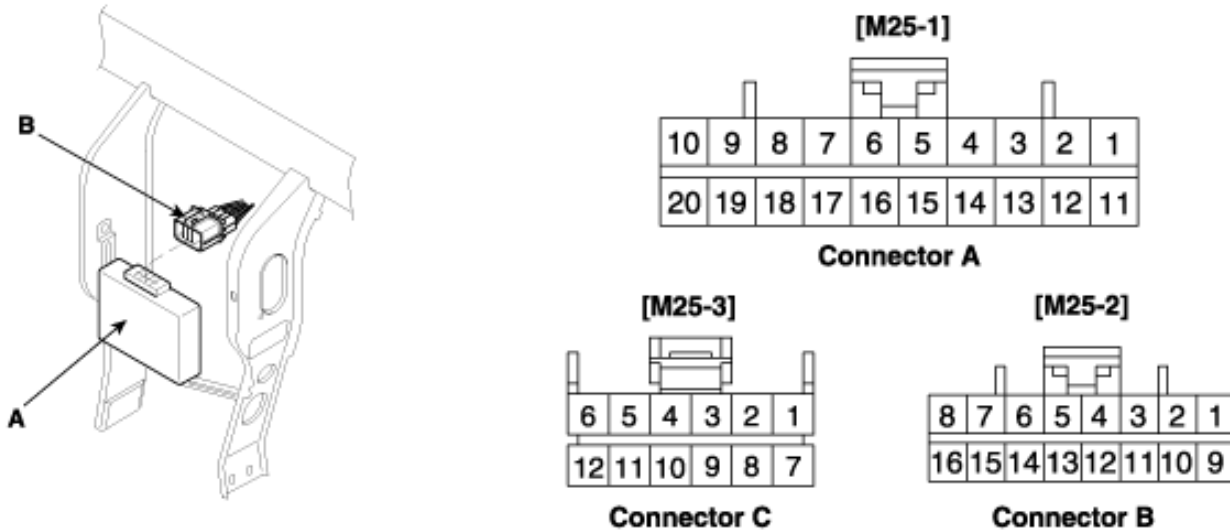 B
A
[M25-1]
10 9 8 7 6 5 4 3 2 1
20 19 18 17 16 15 14 13 12 11
Connector A
[M25-3]
6 5 4 3 2 1
12 11 10 9 8 7
Connector C
[M25-2]
8 7 6 5 4 3 2 1
16 15 14 13 12 11 10 9
Connector B